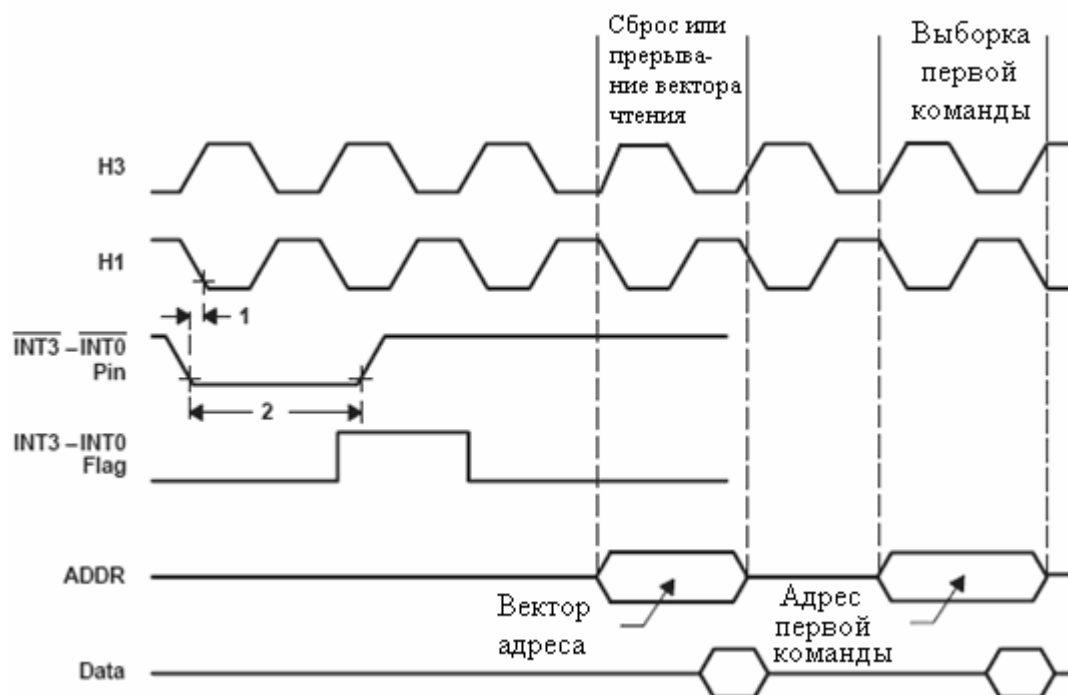 Сброс или
прерыва-
ние вектора
чтения
Выборка
первой
команды
H3
H1
1
INT3 – INT0
Pin
2
INT3 – INT0
Flag
ADDR
Вектор
адреса
Адрес
первой
команды
Data